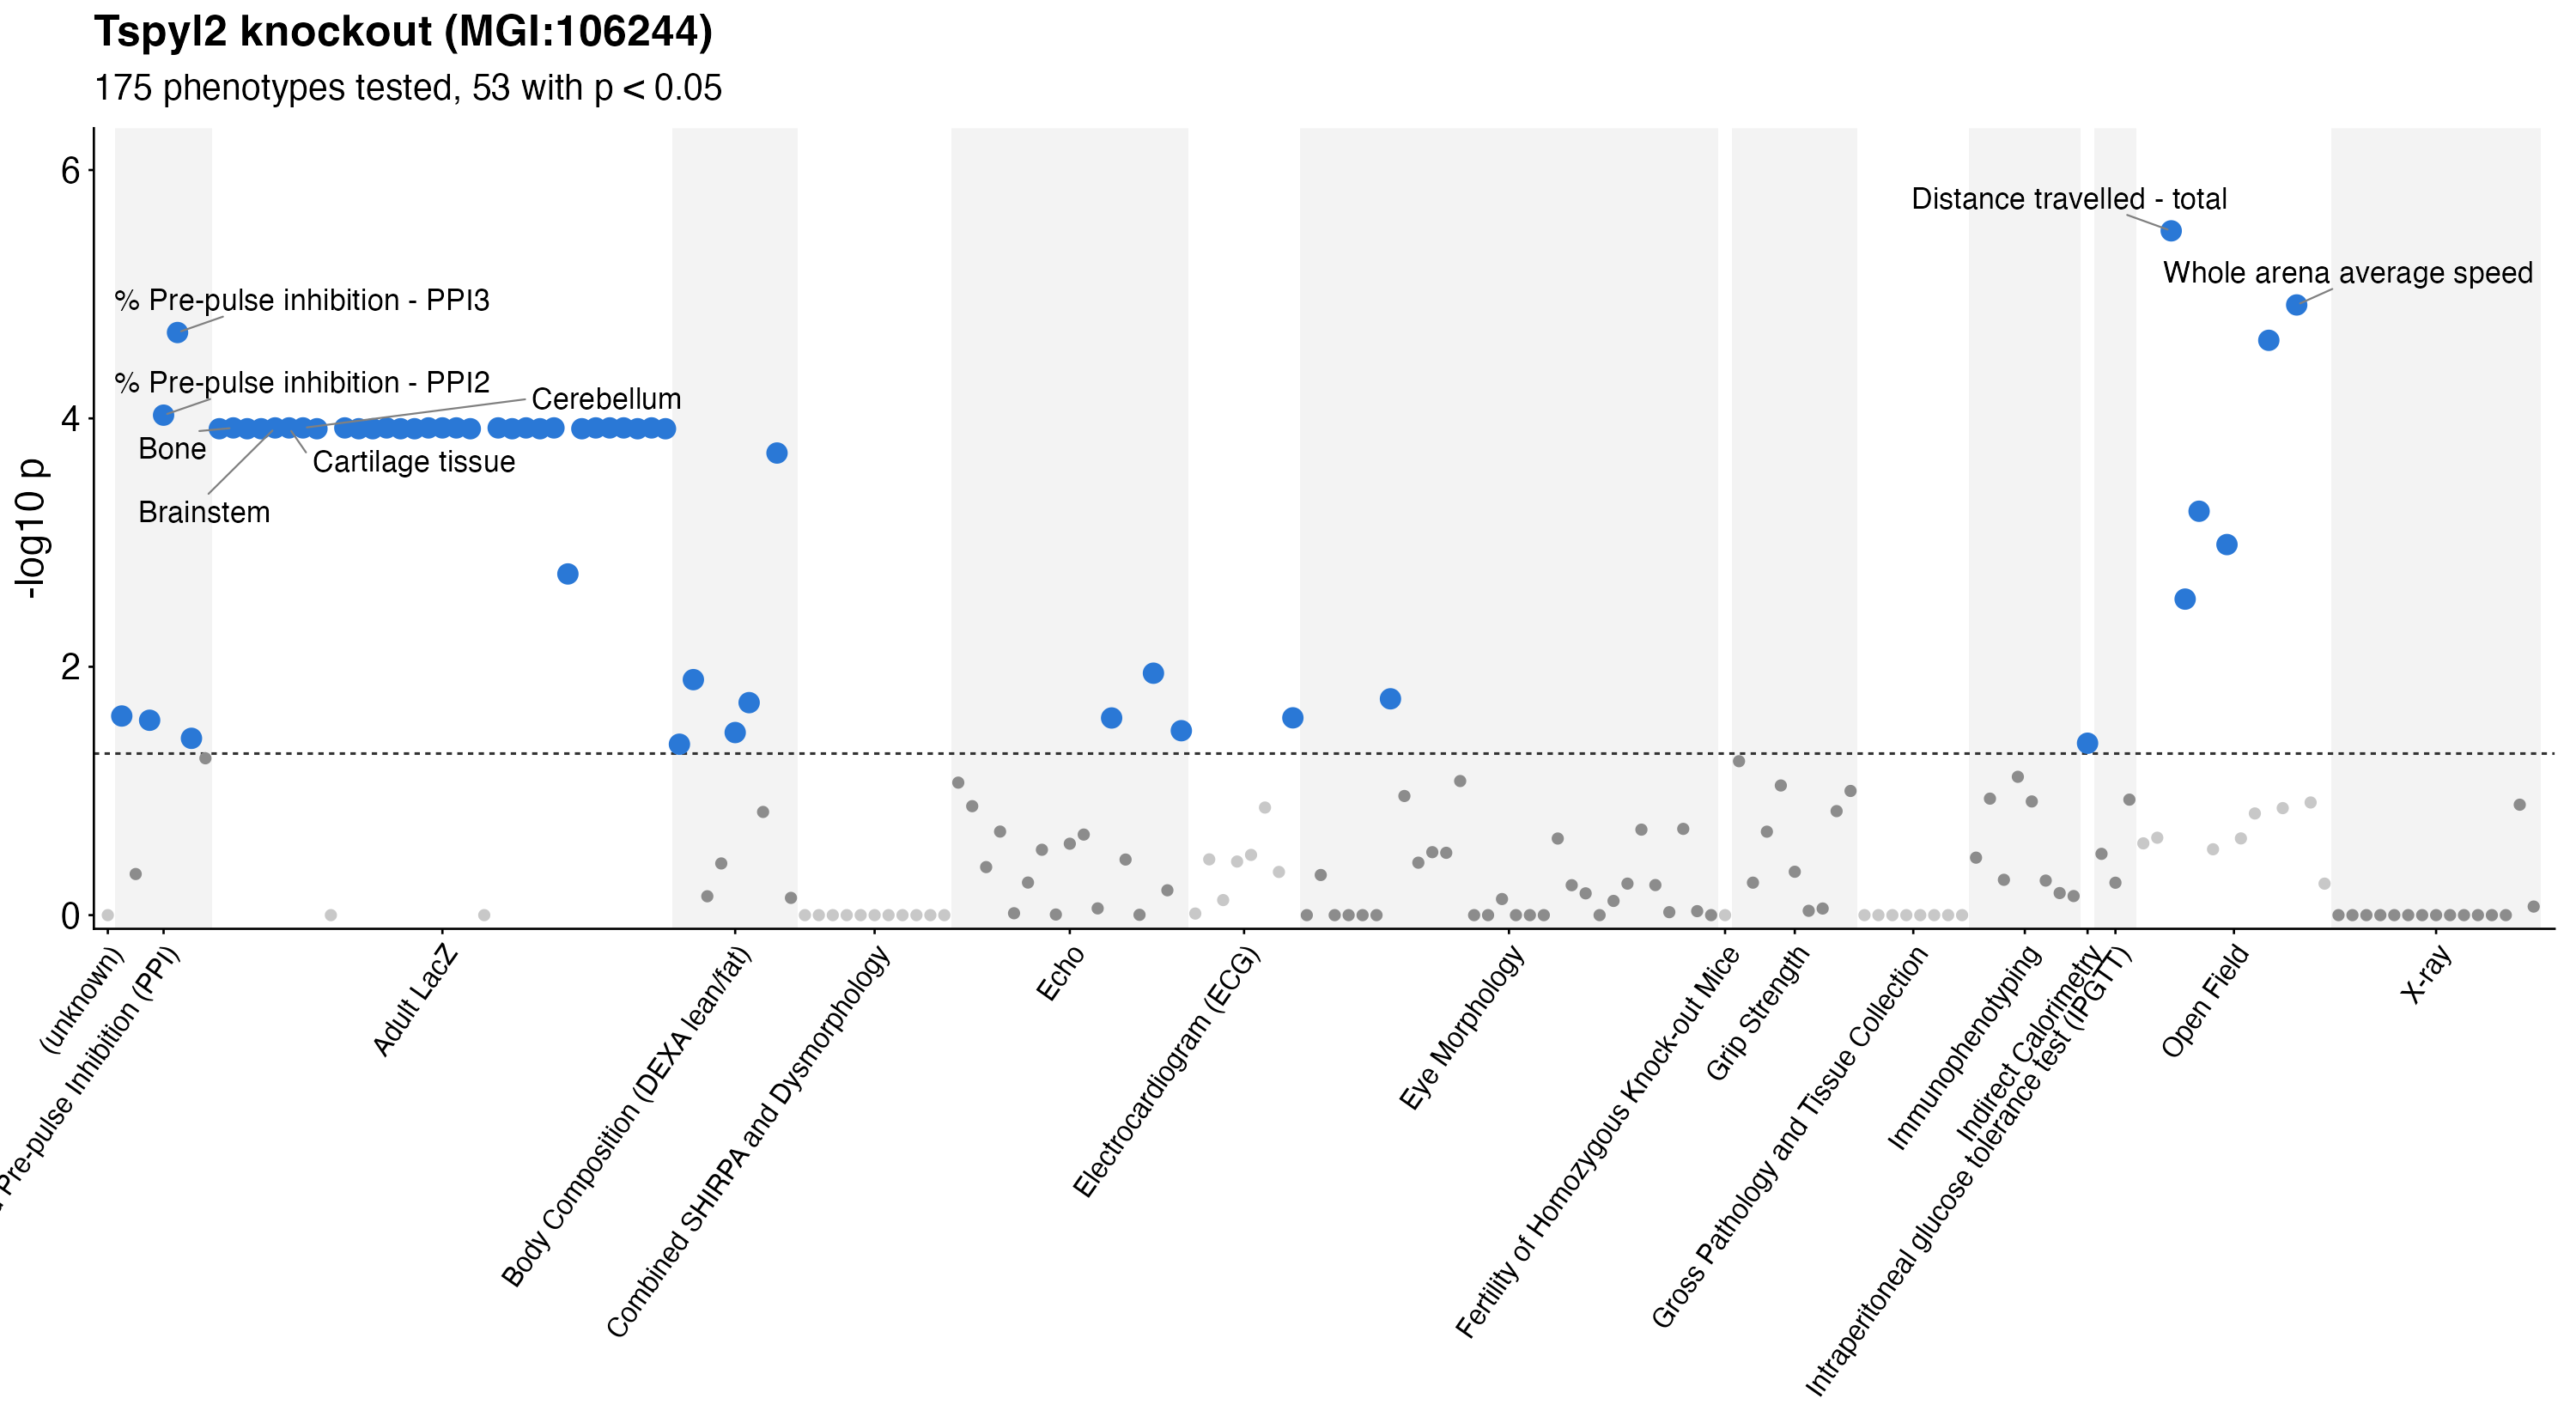 Tspyl2 knockout (MGI:106244)
175 phenotypes tested, 53 with p < 0.05
-log10 p
6
4
2
0
Distance travelled - total
Whole arena average speed
% Pre-pulse inhibition - PPI3
% Pre-pulse inhibition - PPI2
Cerebellum
Bone
Cartilage tissue
Brainstem
(unknown)
Pre-pulse Inhibition (PPI)
Adult LacZ
Body Composition (DEXA lean/fat)
Combined SHIRPA and Dysmorphology
Echo
Electrocardiogram (ECG)
Eye Morphology
Fertility of Homozygous Knock-out Mice
Grip Strength
Gross Pathology and Tissue Collection
Immunophenotyping
Indirect Calorimetry
Intraperitoneal glucose tolerance test (IPGTT)
Open Field
X-ray